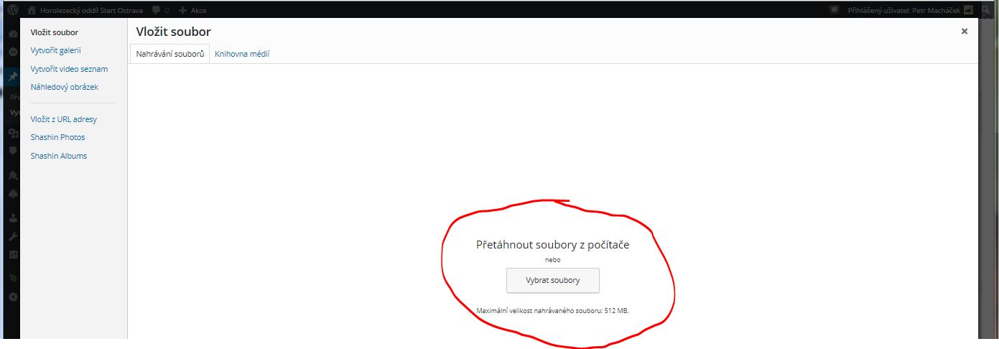 Horolezecký oddíl Start Ostrava 0 Akce Přihlášený uživatel: Petr Macháček
Vložit soubor
Vytvořit galerii
Vytvořit video seznam
Náhledový obrázek
Vložit z URL adresy
Shashin Photos
Shashin Albums
Vložit soubor
Nahrávání souborů Knihovna médií
Přetáhnout soubory z počítače
nebo
Vybrat soubory
Maximální velikost nahrávaného souboru: 512 MB.